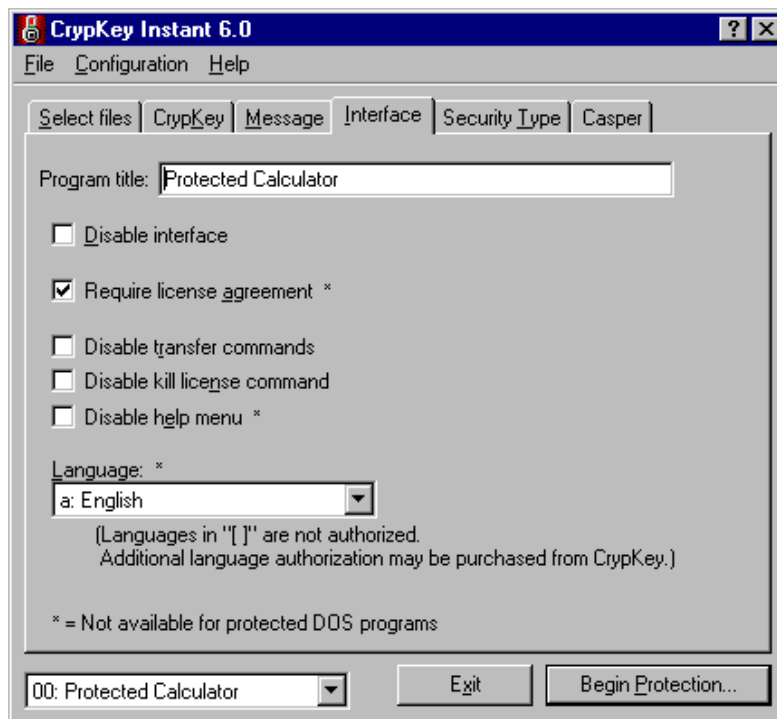 CrypKey Instant 6.0
File Configuration Help
Select files CrypKey Message Interface Security Type Casper
Program title: Protected Calculator
Disable interface
Require license agreement *
Disable transfer commands
Disable kill license command
Disable help menu *
Language: *
a: English
(Languages in "[ ]" are not authorized.
Additional language authorization may be purchased from CrypKey.)
* = Not available for protected DOS programs
00: Protected Calculator Exit Begin Protection...